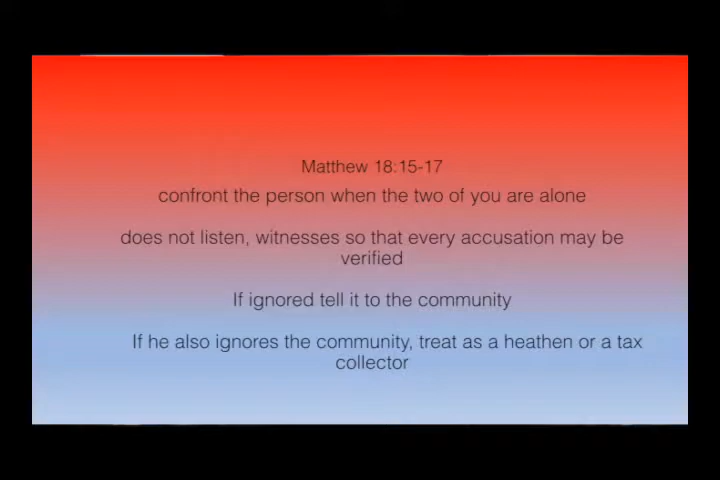 Matthew 18:15-17
confront the person when the two of you are alone
does not listen, witnesses so that every accusation may be
verified
If ignored tell it to the community
If he also ignores the community, treat as a heathen or a tax
collector